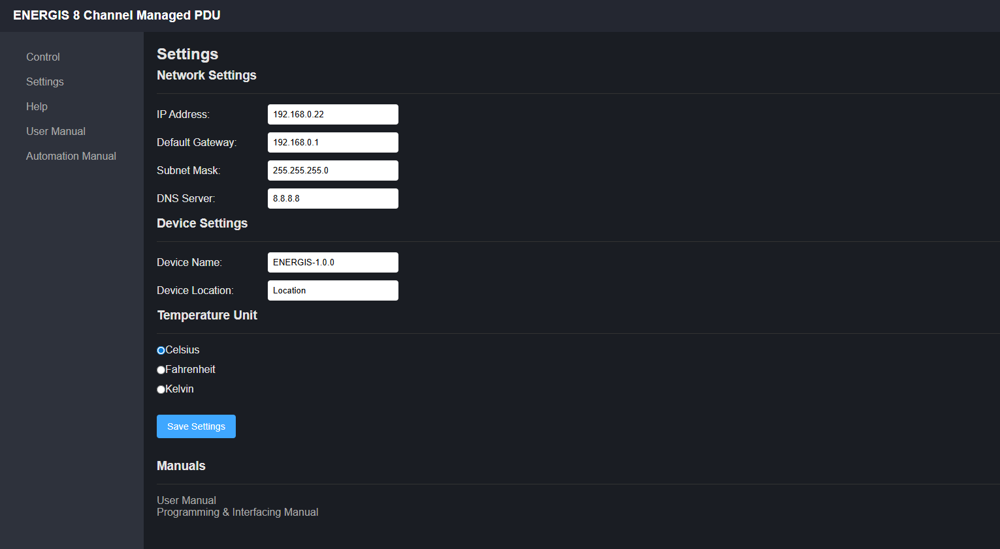 ENERGIS 8 Channel Managed PDU
Control
Settings
Help
User Manual
Automation Manual
Settings
Network Settings
IP Address: 192.168.0.22
Default Gateway: 192.168.0.1
Subnet Mask: 255.255.255.0
DNS Server: 8.8.8.8
Device Settings
Device Name: ENERGIS-1.0.0
Device Location: Location
Temperature Unit
Celsius
Fahrenheit
Kelvin
Save Settings
Manuals
User Manual
Programming & Interfacing Manual